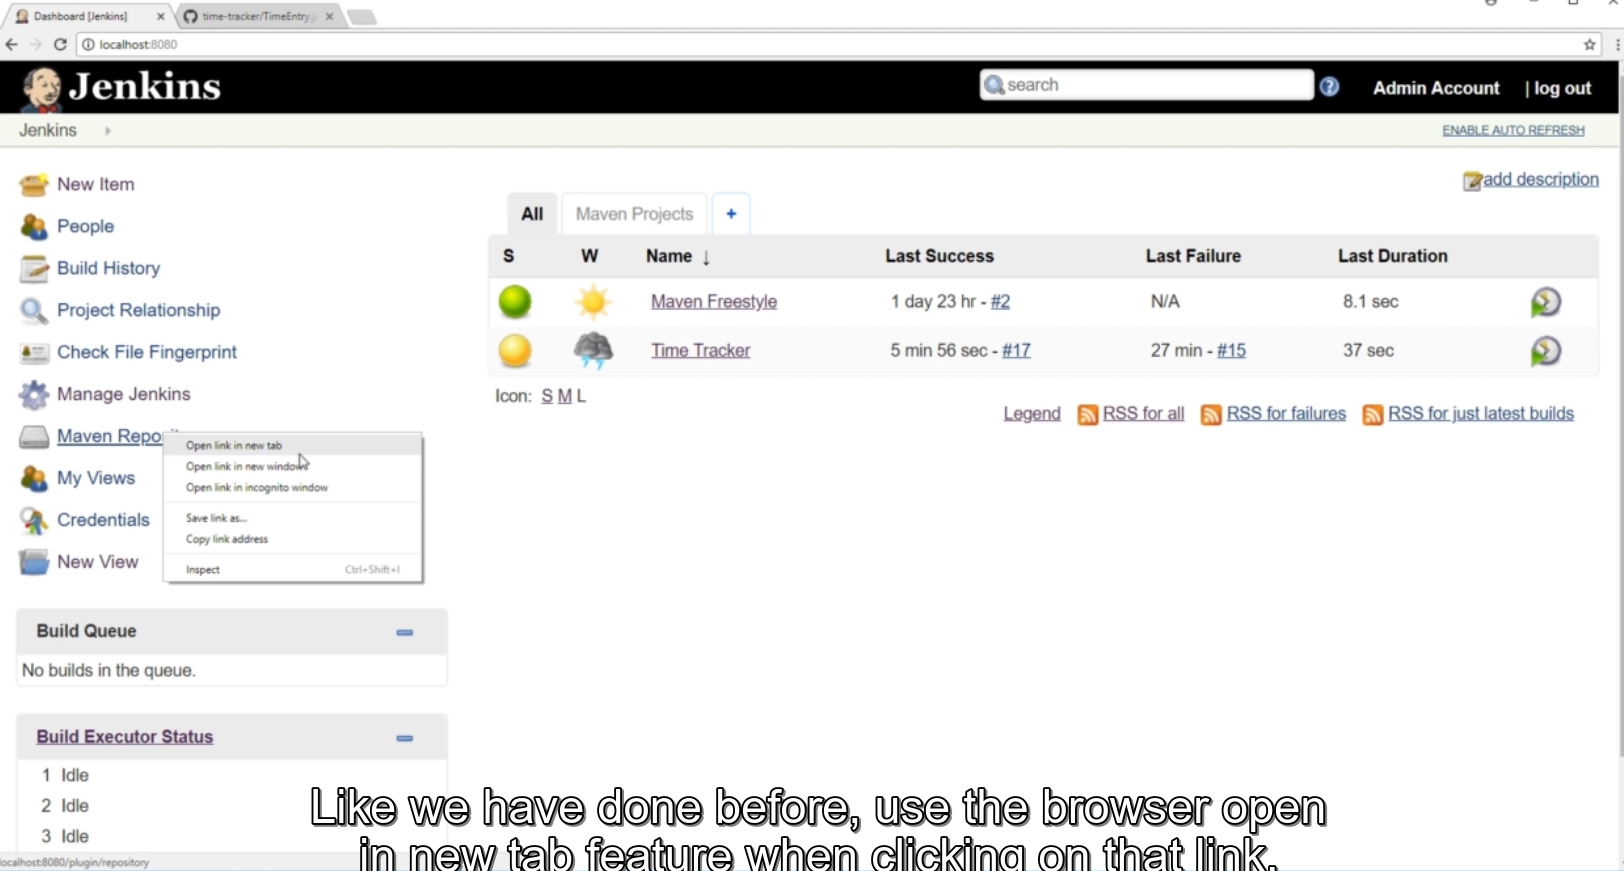 Dashboard [Jenkins]
time-tracker/TimeEntry.j
localhost:8080
Jenkins
search
Admin Account
| log out
Jenkins
ENABLE AUTO REFRESH
New Item
People
Build History
Project Relationship
Check File Fingerprint
Manage Jenkins
Maven Reposit
My Views
Credentials
New View
Open link in new tab
Open link in new window
Open link in incognito window
Save link as...
Copy link address
Inspect Ctrl+Shift+I
add description
All Maven Projects +
S W Name ↓ Last Success Last Failure Last Duration
Maven Freestyle 1 day 23 hr - #2 N/A 8.1 sec
Time Tracker 5 min 56 sec - #17 27 min - #15 37 sec
Icon: S M L
Legend RSS for all RSS for failures RSS for just latest builds
Build Queue
No builds in the queue.
Build Executor Status
1 Idle
2 Idle
3 Idle
Like we have done before, use the browser open
in new tab feature when clicking on that link.
localhost:8080/plugin/repository